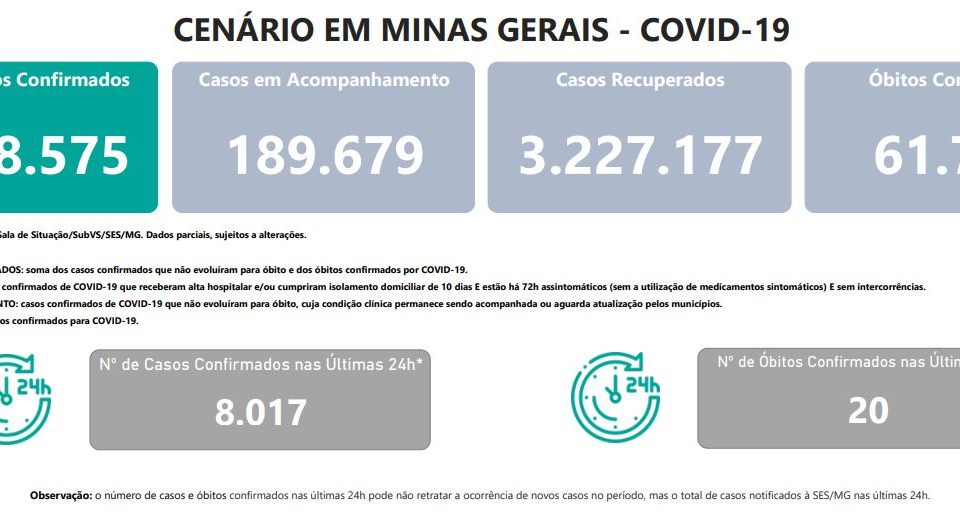 CENÁRIO EM MINAS GERAIS - COVID-19
os Confirmados
Casos em Acompanhamento
Casos Recuperados
Óbitos Con
8.575
189.679
3.227.177
61.7
Sala de Situação/SubVS/SES/MG. Dados parciais, sujeitos a alterações.
ADOS: soma dos casos confirmados que não evoluíram para óbito e dos óbitos confirmados por COVID-19.
confirmados de COVID-19 que receberam alta hospitalar e/ou cumpriram isolamento domiciliar de 10 dias E estão há 72h assintomáticos (sem a utilização de medicamentos sintomáticos) E sem intercorrências.
NTO: casos confirmados de COVID-19 que não evoluíram para óbito, cuja condição clínica permanece sendo acompanhada ou aguarda atualização pelos municípios.
os confirmados para COVID-19.
24h
N° de Casos Confirmados nas Últimas 24h*
8.017
24h
N° de Óbitos Confirmados nas Últim
20
Observação: o número de casos e óbitos confirmados nas últimas 24h pode não retratar a ocorrência de novos casos no período, mas o total de casos notificados à SES/MG nas últimas 24h.